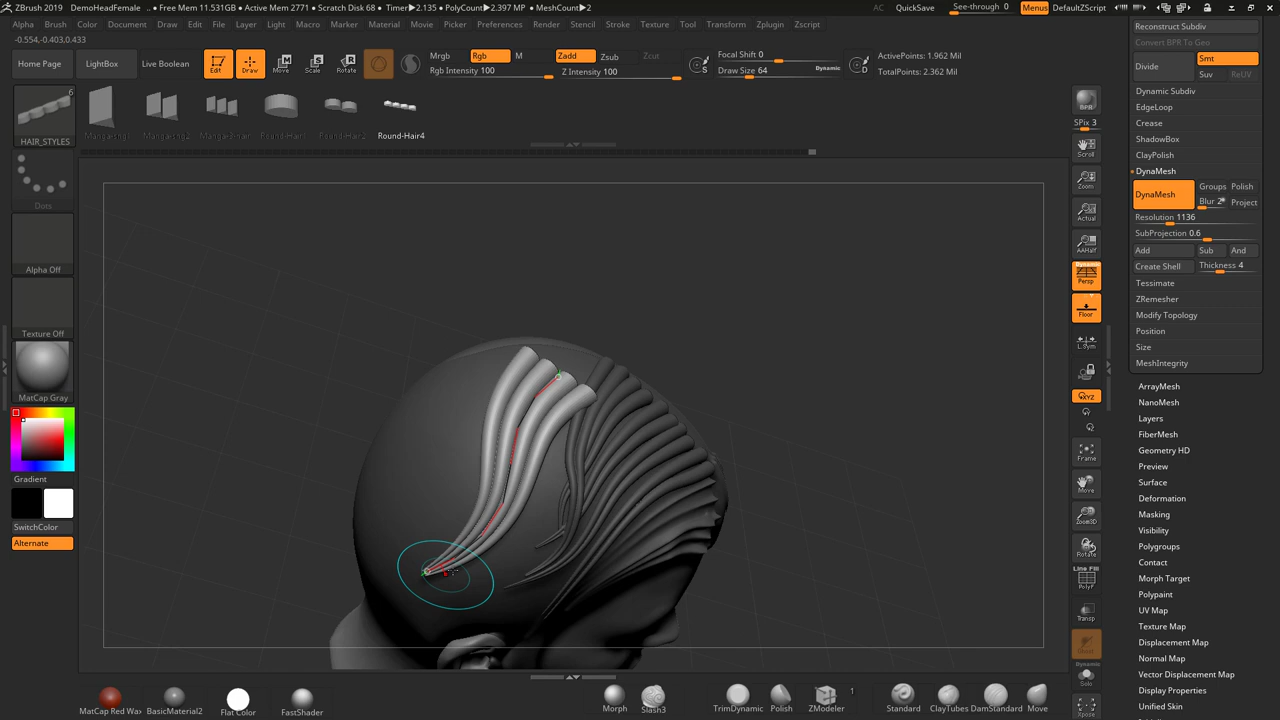 ZBrush 2019 DemoHeadFemale ... • Free Mem 11.531GB • Active Mem 2771 • Scratch Disk 68 • Timer▶2.135 • PolyCount▶2.397 MP • MeshCount▶2 AC QuickSave See-through 0 Menus DefaultZScript
Alpha Brush Color Document Draw Edit File Layer Light Macro Marker Material Movie Picker Preferences Render Stencil Stroke Texture Tool Transform Zplugin Zscript
-0.554,-0.403,0.433
Home Page LightBox Live Boolean Edit Draw Move Scale Rotate
Mrgb Rgb M Zadd Zsub Zcut
Rgb Intensity 100 Z Intensity 100
Focal Shift 0
Draw Size 64 Dynamic
S D
ActivePoints: 1.962 Mil
TotalPoints: 2.362 Mil
6
HAIR_STYLES
Round-Hair4
Dots
Alpha Off
Texture Off
MatCap Gray
Gradient
SwitchColor
Alternate
BPR
SPix 3
Scroll
Zoom
Actual
AAHalf
Dynamic
Persp
Floor
L.Sym
XYZ
Frame
Move
Zoom3D
Rotate
Line Fill
PolyF
Transp
Ghost
Dynamic
Solo
Xpose
Reconstruct Subdiv
Convert BPR To Geo
Divide Smt
Suv ReUV
Dynamic Subdiv
EdgeLoop
Crease
ShadowBox
ClayPolish
DynaMesh
DynaMesh Groups Polish
Blur 2 Project
Resolution 1136
SubProjection 0.6
Add Sub And
Create Shell Thickness 4
Tessimate
ZRemesher
Modify Topology
Position
Size
MeshIntegrity
ArrayMesh
NanoMesh
Layers
FiberMesh
Geometry HD
Preview
Surface
Deformation
Masking
Visibility
Polygroups
Contact
Morph Target
Polypaint
UV Map
Texture Map
Displacement Map
Normal Map
Vector Displacement Map
Display Properties
Unified Skin
MatCap Red Wax BasicMaterial2 Flat Color FastShader Morph Slash3 TrimDynamic Polish ZModeler 1 Standard ClayTubes DamStandard Move